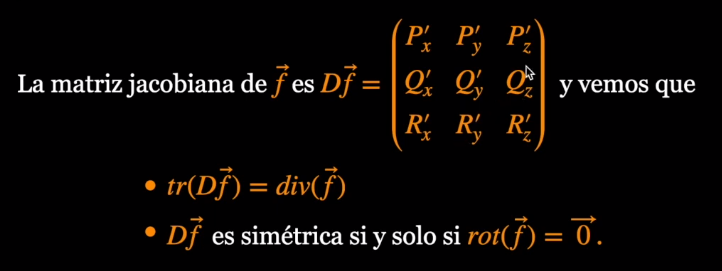 La matriz jacobiana de $\vec{f}$ es $D\vec{f} = \begin{pmatrix} P'_x & P'_y & P'_z \\ Q'_x & Q'_y & Q'_z \\ R'_x & R'_y & R'_z \end{pmatrix}$ y vemos que
• $tr(D\vec{f}) = div(\vec{f})$
• $D\vec{f}$ es simétrica si y solo si $rot(\vec{f}) = \overrightarrow{0}$.